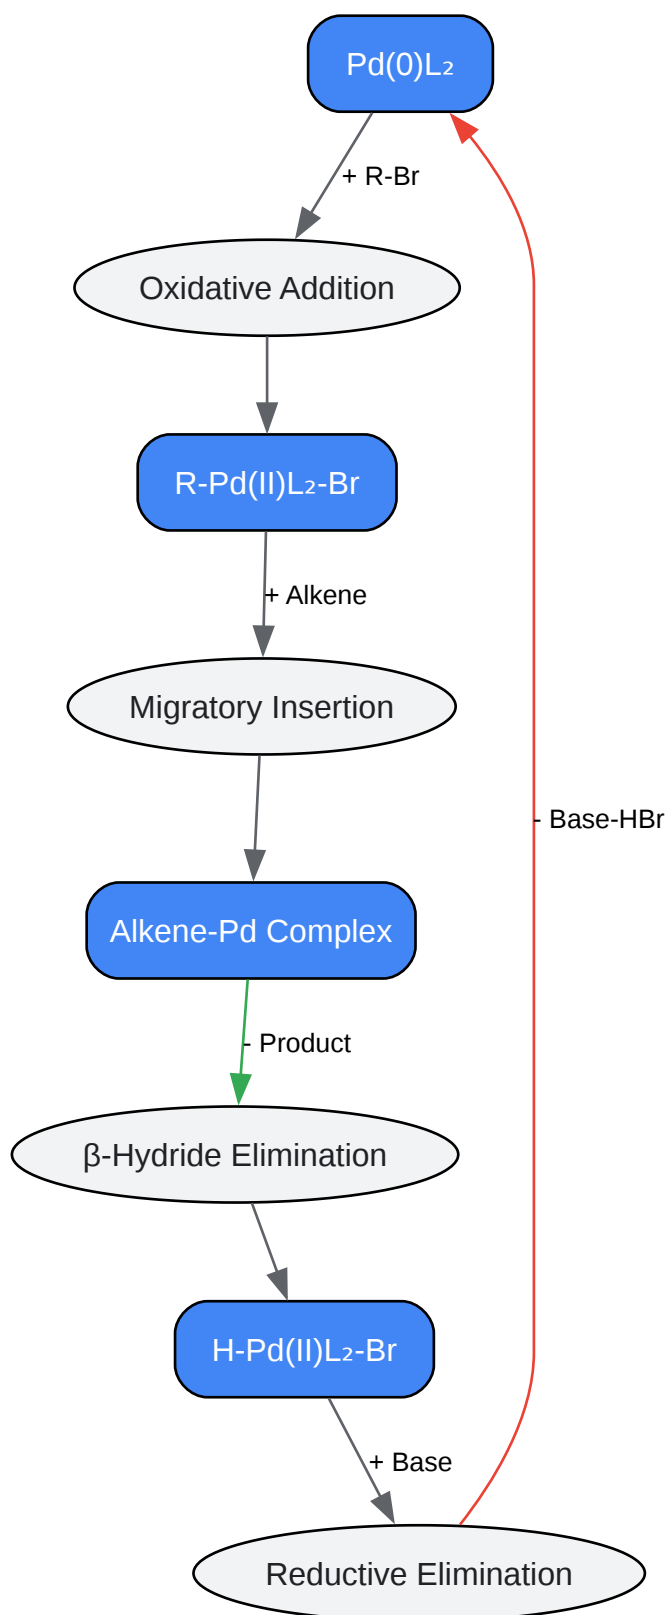 Pd(0)L₂
+ R-Br
Oxidative Addition
R-Pd(II)L₂-Br
+ Alkene
Migratory Insertion
- Base-HBr
Alkene-Pd Complex
- Product
β-Hydride Elimination
H-Pd(II)L₂-Br
+ Base
Reductive Elimination